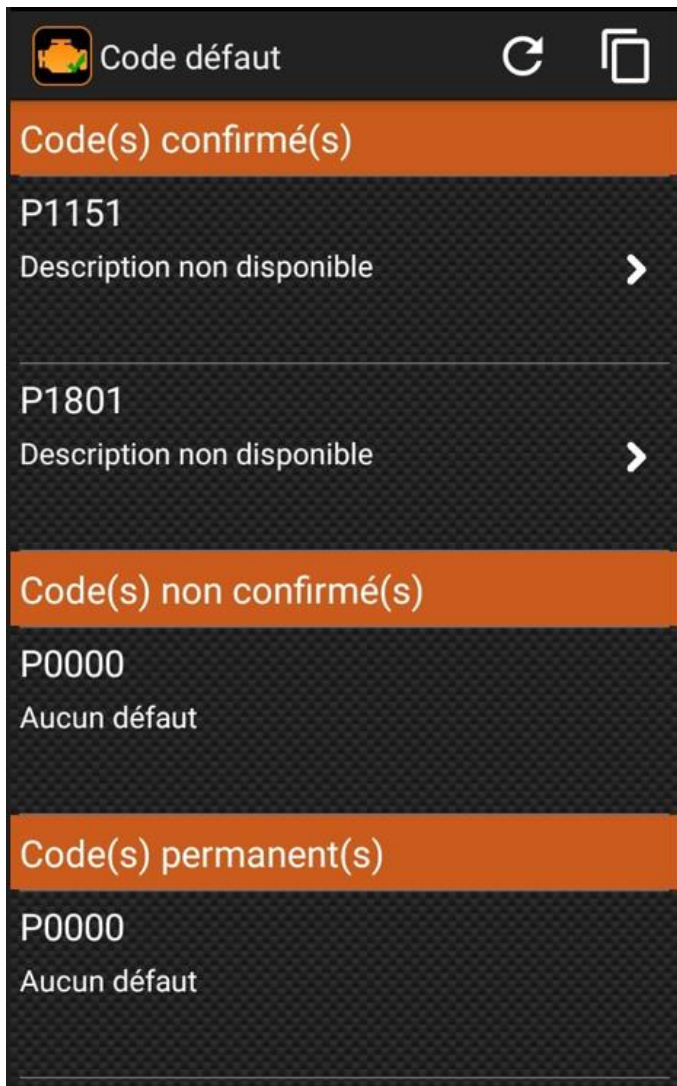 Code défaut
Code(s) confirmé(s)
P1151
Description non disponible
P1801
Description non disponible
Code(s) non confirmé(s)
P0000
Aucun défaut
Code(s) permanent(s)
P0000
Aucun défaut